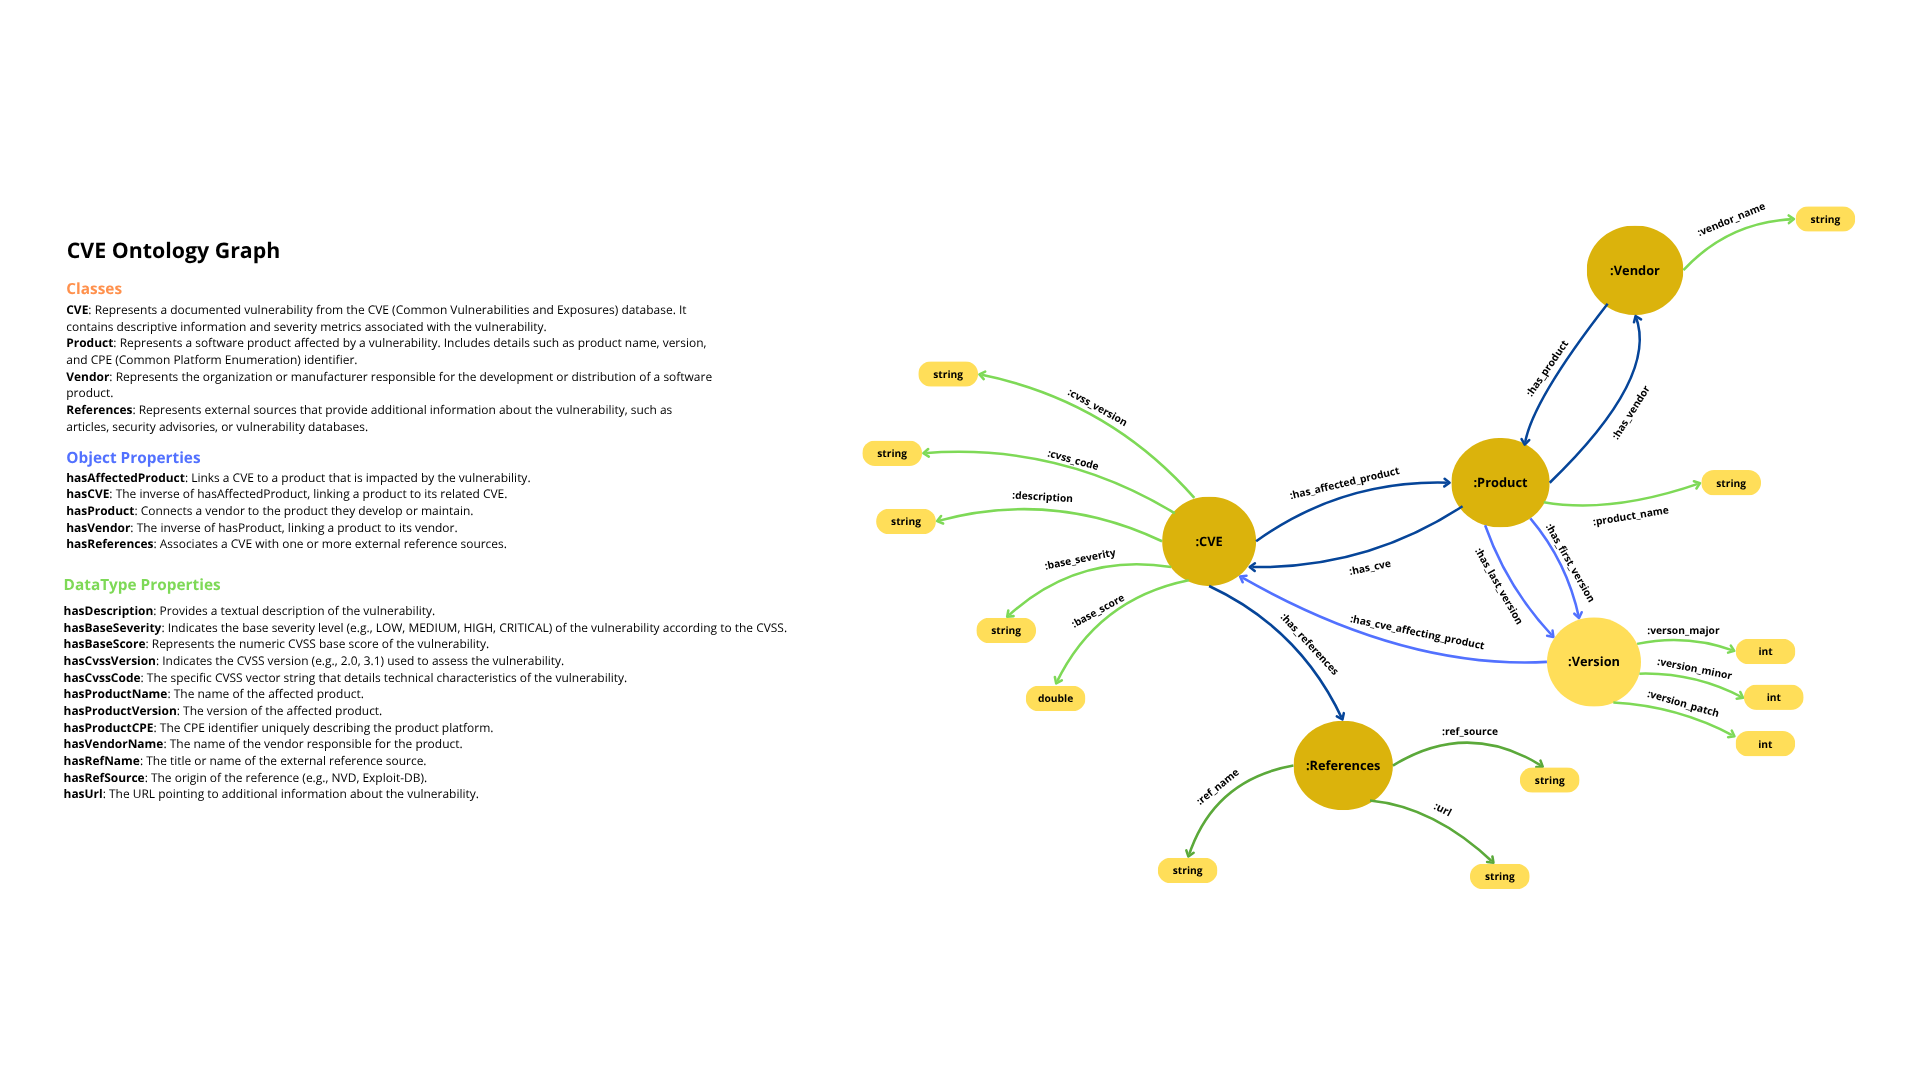 CVE Ontology Graph
Classes
CVE: Represents a documented vulnerability from the CVE (Common Vulnerabilities and Exposures) database. It
contains descriptive information and severity metrics associated with the vulnerability.
Product: Represents a software product affected by a vulnerability. Includes details such as product name, version,
and CPE (Common Platform Enumeration) identifier.
Vendor: Represents the organization or manufacturer responsible for the development or distribution of a software
product.
References: Represents external sources that provide additional information about the vulnerability, such as
articles, security advisories, or vulnerability databases.
Object Properties
hasAffectedProduct: Links a CVE to a product that is impacted by the vulnerability.
hasCVE: The inverse of hasAffectedProduct, linking a product to its related CVE.
hasProduct: Connects a vendor to the product they develop or maintain.
hasVendor: The inverse of hasProduct, linking a product to its vendor.
hasReferences: Associates a CVE with one or more external reference sources.
DataType Properties
hasDescription: Provides a textual description of the vulnerability.
hasBaseSeverity: Indicates the base severity level (e.g., LOW, MEDIUM, HIGH, CRITICAL) of the vulnerability according to the CVSS.
hasBaseScore: Represents the numeric CVSS base score of the vulnerability.
hasCvssVersion: Indicates the CVSS version (e.g., 2.0, 3.1) used to assess the vulnerability.
hasCvssCode: The specific CVSS vector string that details technical characteristics of the vulnerability.
hasProductName: The name of the affected product.
hasProductVersion: The version of the affected product.
hasProductCPE: The CPE identifier uniquely describing the product platform.
hasVendorName: The name of the vendor responsible for the product.
hasRefName: The title or name of the external reference source.
hasRefSource: The origin of the reference (e.g., NVD, Exploit-DB).
hasUrl: The URL pointing to additional information about the vulnerability.
:vendor_name
string
:Vendor
:has_product
:has_vendor
string
:cvss_version
string
:cvss_code
string
:description
:base_severity
string
:base_score
double
:CVE
:has_affected_product
:has_cve
:Product
string
:product_name
:has_first_version
:has_last_version
:has_cve_affecting_product
:has_references
:Version
:verson_major
int
:version_minor
int
:version_patch
int
:References
:ref_source
string
:ref_name
string
:url
string